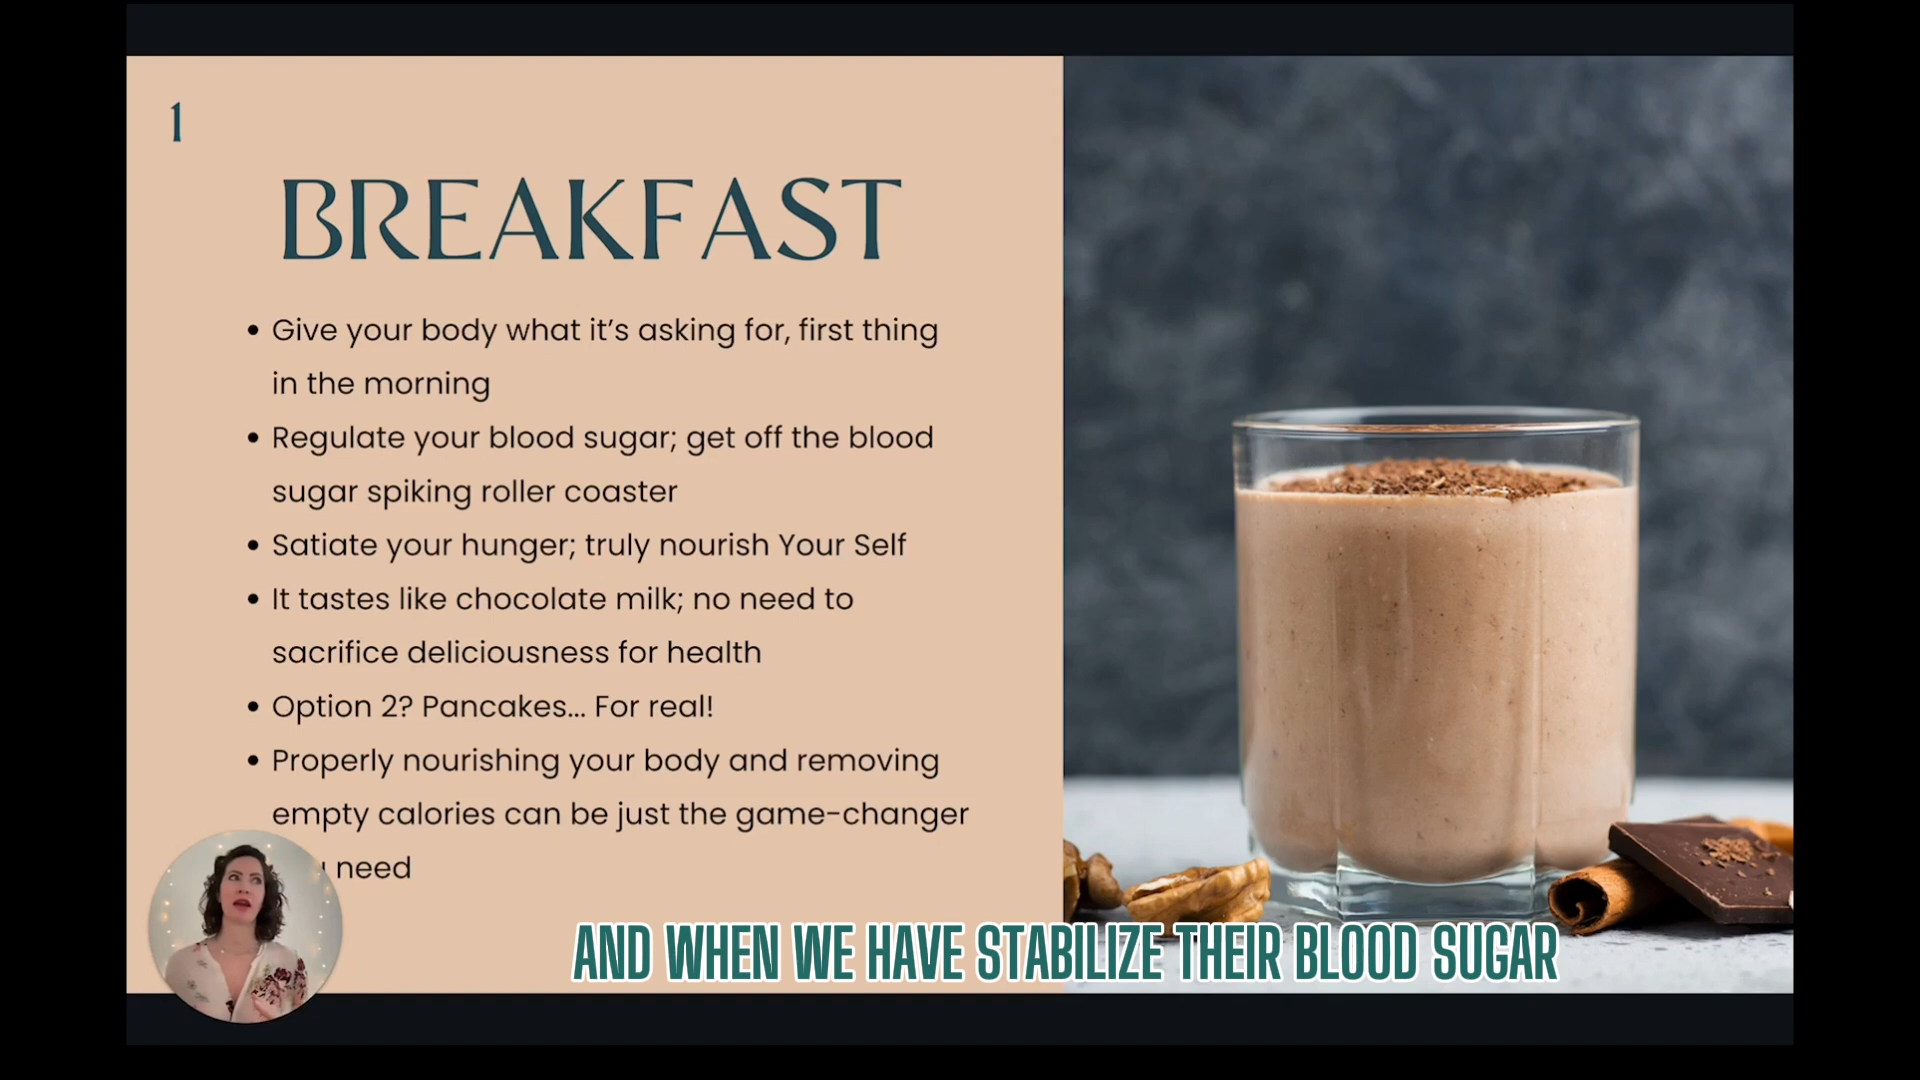 1
BREAKFAST
• Give your body what it's asking for, first thing
in the morning
• Regulate your blood sugar; get off the blood
sugar spiking roller coaster
• Satiate your hunger; truly nourish Your Self
• It tastes like chocolate milk; no need to
sacrifice deliciousness for health
• Option 2? Pancakes... For real!
• Properly nourishing your body and removing
empty calories can be just the game-changer
need
AND WHEN WE HAVE STABILIZE THEIR BLOOD SUGAR